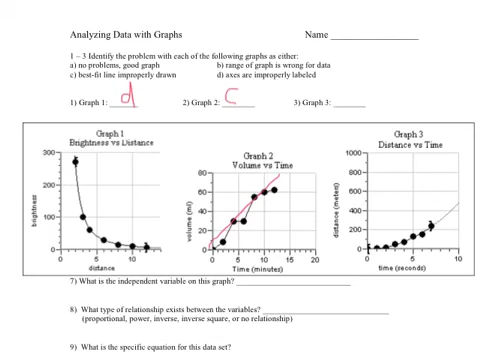 Analyzing Data with Graphs Name ____________________
1 – 3 Identify the problem with each of the following graphs as either:
a) no problems, good graph b) range of graph is wrong for data
c) best-fit line improperly drawn d) axes are improperly labeled
1) Graph 1: d 2) Graph 2: c 3) Graph 3: ________
Graph 1
Brightness vs Distance
300
200
100
0
brightness
0 5 10
distance
Graph 2
Volume vs Time
80
60
40
20
0
volume (ml)
0 5 10 15 20
Time (minutes)
Graph 3
Distance vs Time
1000
800
600
400
200
0
distance (meters)
0 5 10
time (seconds)
7) What is the independent variable on this graph? ____________________
8) What type of relationship exists between the variables? ____________________
(proportional, power, inverse, inverse square, or no relationship)
9) What is the specific equation for this data set?